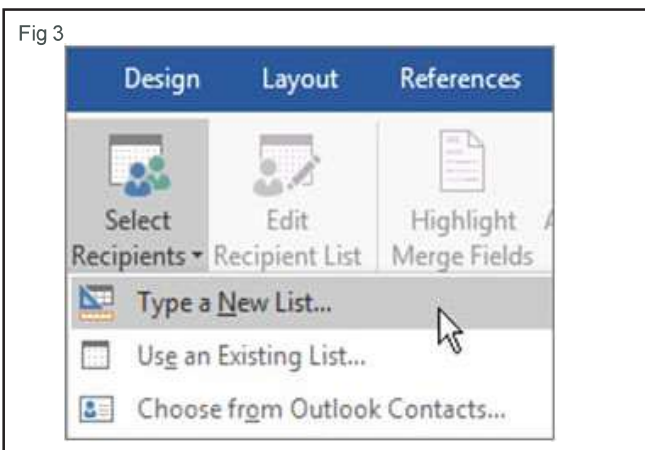 Fig 3
Design Layout References
Select Edit Highlight
Recipients Recipient List Merge Fields
Type a New List...
Use an Existing List...
Choose from Outlook Contacts...